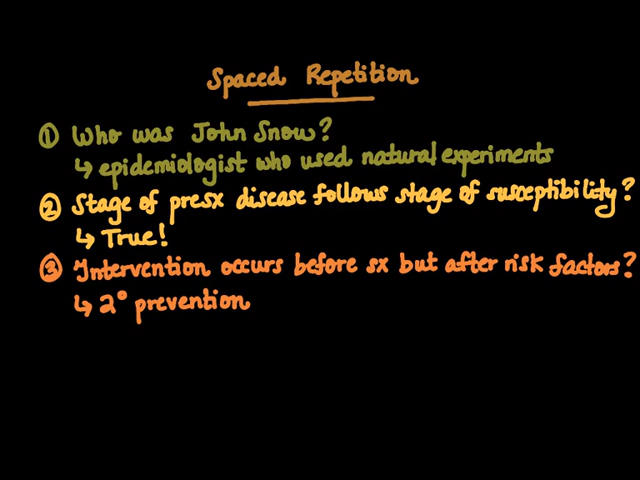 Spaced Repetition
① Who was John Snow?
↳ epidemiologist who used natural experiments
② Stage of presx disease follows stage of susceptibility?
↳ True!
③ Intervention occurs before sx but after risk factors?
↳ 2° prevention